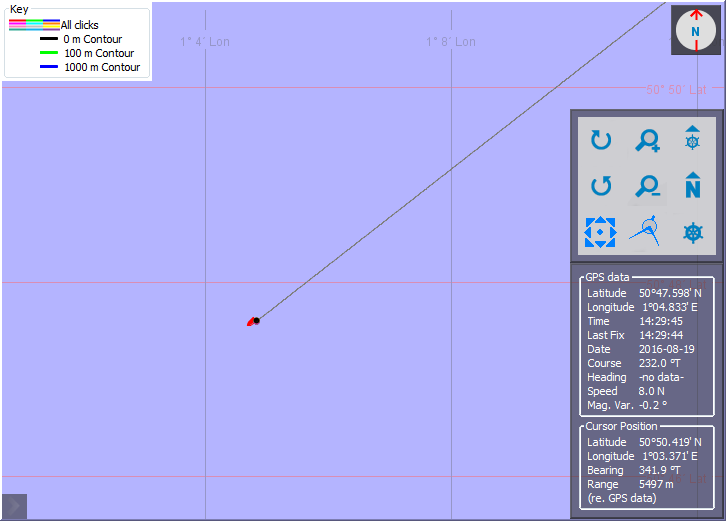 Key
All clicks
0 m Contour
100 m Contour
1000 m Contour
1° 4' Lon
1° 8' Lon
N
50° 50' Lat
N
GPS data
Latitude 50°47.598' N
Longitude 1°04.833' E
Time 14:29:45
Last Fix 14:29:44
Date 2016-08-19
Course 232.0 °T
Heading -no data-
Speed 8.0 N
Mag. Var. -0.2 °
Cursor Position
Latitude 50°50.419' N
Longitude 1°03.371' E
Bearing 341.9 °T
Range 5497 m
(re. GPS data)